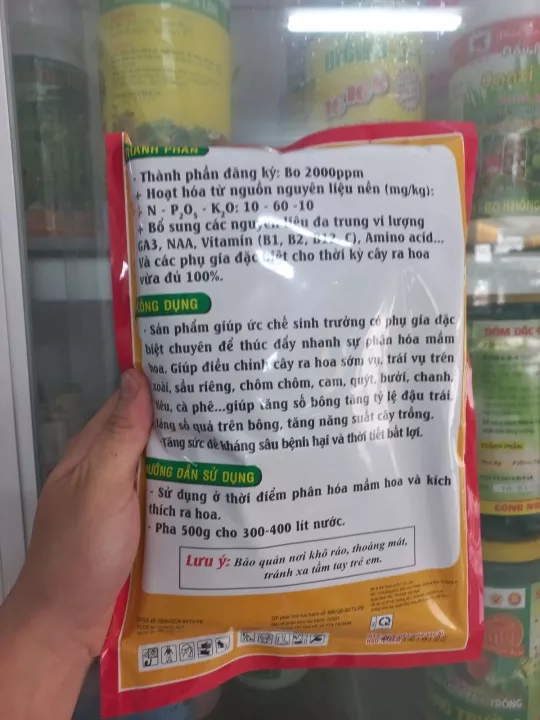 THÀNH PHẦN
- Thành phần đăng ký: Bo 2000ppm
+ Hoạt hóa từ nguồn nguyên liệu nền (mg/kg):
+ N - P₂O₅ - K₂O: 10 - 60 -10
+ Bổ sung các nguyên liệu đa trung vi lượng
GA3, NAA, Vitamin (B1, B2, B12, C), Amino acid...
Và các phụ gia đặc biệt cho thời kỳ cây ra hoa
vừa đủ 100%.
CÔNG DỤNG
- Sản phẩm giúp ức chế sinh trưởng có phụ gia đặc
biệt chuyên để thúc đẩy nhanh sự phân hóa mầm
hoa. Giúp điều chỉnh cây ra hoa sớm vụ, trái vụ trên
xoài, sầu riêng, chôm chôm, cam, quýt, bưởi, chanh,
tiêu, cà phê...giúp tăng số bông tăng tỷ lệ đậu trái,
tăng số quả trên bông, tăng năng suất cây trồng.
-Tăng sức đề kháng sâu bệnh hại và thời tiết bất lợi.
HƯỚNG DẪN SỬ DỤNG
- Sử dụng ở thời điểm phân hóa mầm hoa và kích
thích ra hoa.
- Pha 500g cho 300-400 lít nước.
Lưu ý: Bảo quản nơi khô ráo, thoáng mát,
tránh xa tầm tay trẻ em.